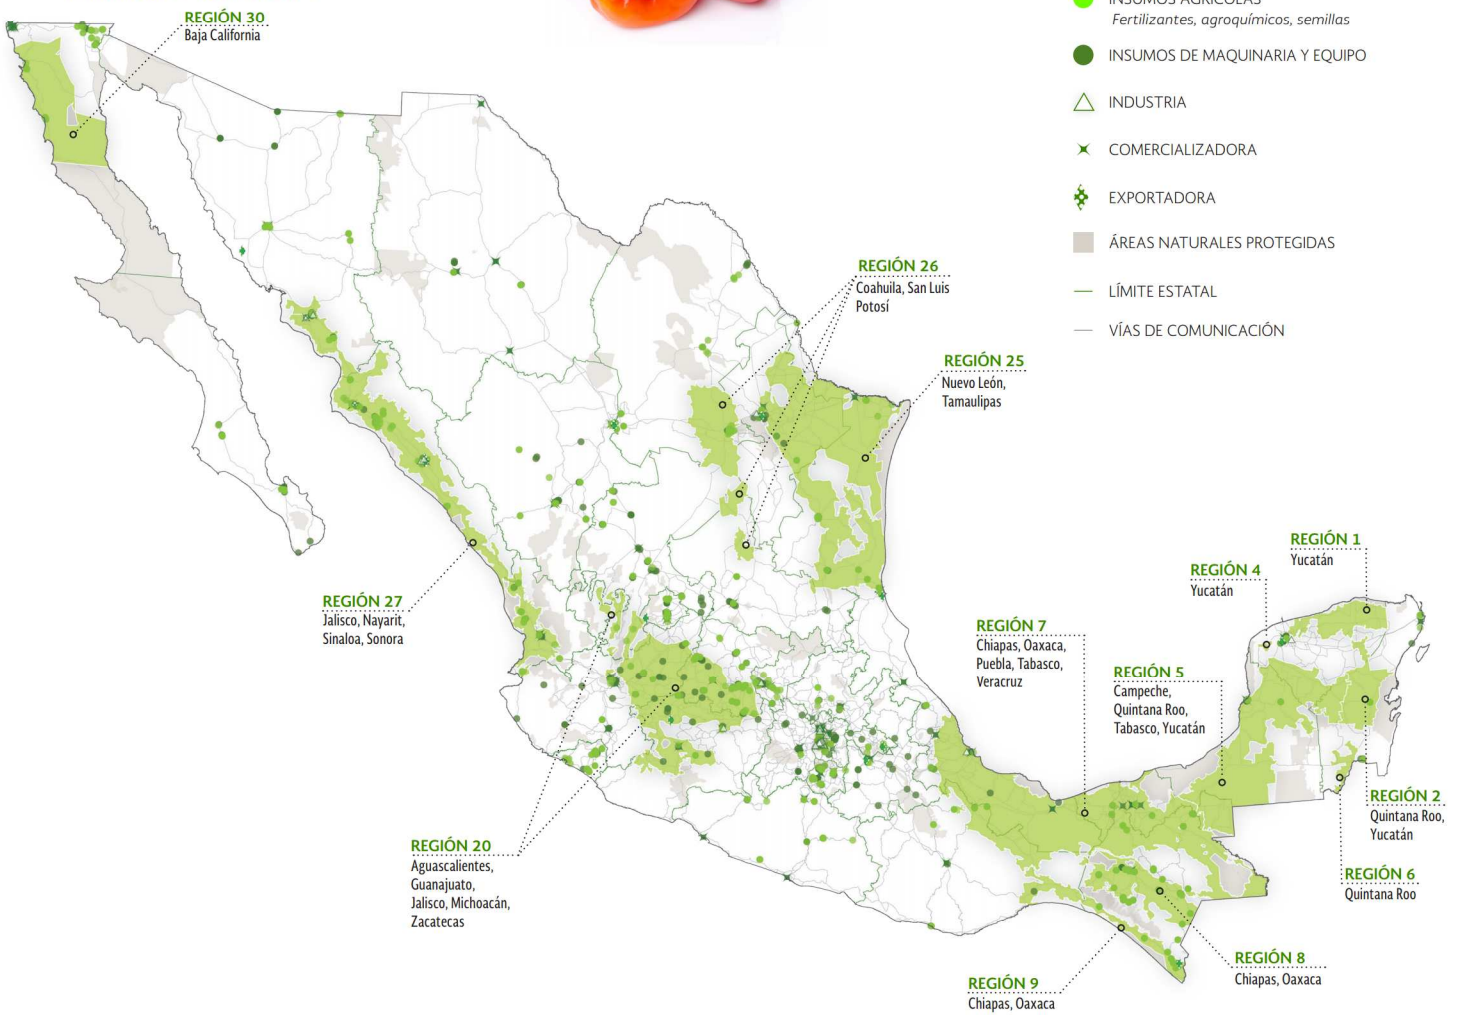 INSUMOS AGRÍCOLAS
Fertilizantes, agroquímicos, semillas
INSUMOS DE MAQUINARIA Y EQUIPO
INDUSTRIA
COMERCIALIZADORA
EXPORTADORA
ÁREAS NATURALES PROTEGIDAS
LÍMITE ESTATAL
VÍAS DE COMUNICACIÓN
REGIÓN 30
Baja California
REGIÓN 26
Coahuila, San Luis
Potosí
REGIÓN 25
Nuevo León,
Tamaulipas
REGIÓN 27
Jalisco, Nayarit,
Sinaloa, Sonora
REGIÓN 1
Yucatán
REGIÓN 4
Yucatán
REGIÓN 7
Chiapas, Oaxaca,
Puebla, Tabasco,
Veracruz
REGIÓN 5
Campeche,
Quintana Roo,
Tabasco, Yucatán
REGIÓN 2
Quintana Roo,
Yucatán
REGIÓN 20
Aguascalientes,
Guanajuato,
Jalisco, Michoacán,
Zacatecas
REGIÓN 6
Quintana Roo
REGIÓN 8
Chiapas, Oaxaca
REGIÓN 9
Chiapas, Oaxaca